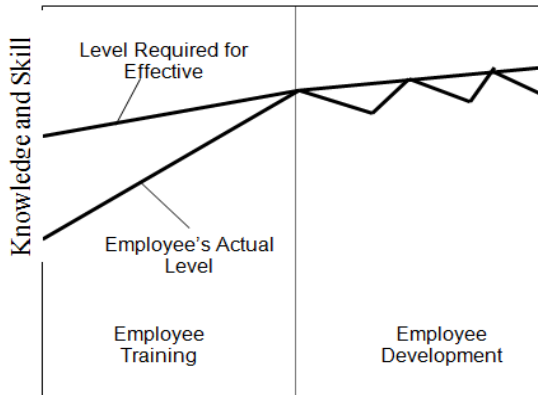 Knowledge and Skill
Level Required for
Effective
Employee's Actual
Level
Employee
Training
Employee
Development